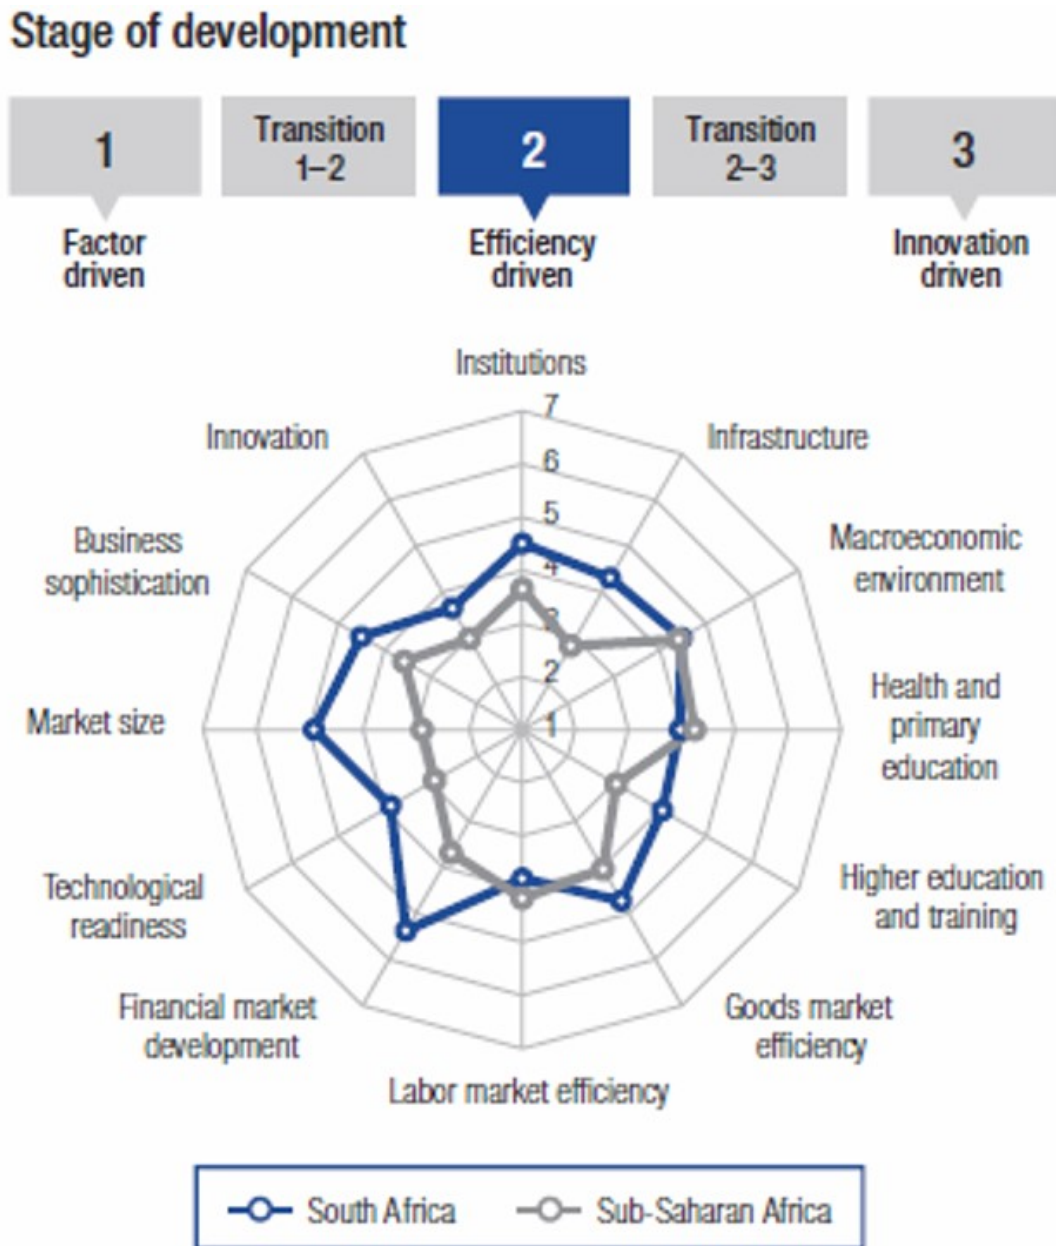 Stage of development
1
Transition
1–2
2
Transition
2–3
3
Factor
driven
Efficiency
driven
Innovation
driven
Institutions
7
Innovation
6
Infrastructure
5
Business
sophistication
Macroeconomic
environment
4
3
2
Market size
1
Health and
primary
education
Technological
readiness
Higher education
and training
Financial market
development
Goods market
efficiency
Labor market efficiency
South Africa
Sub-Saharan Africa